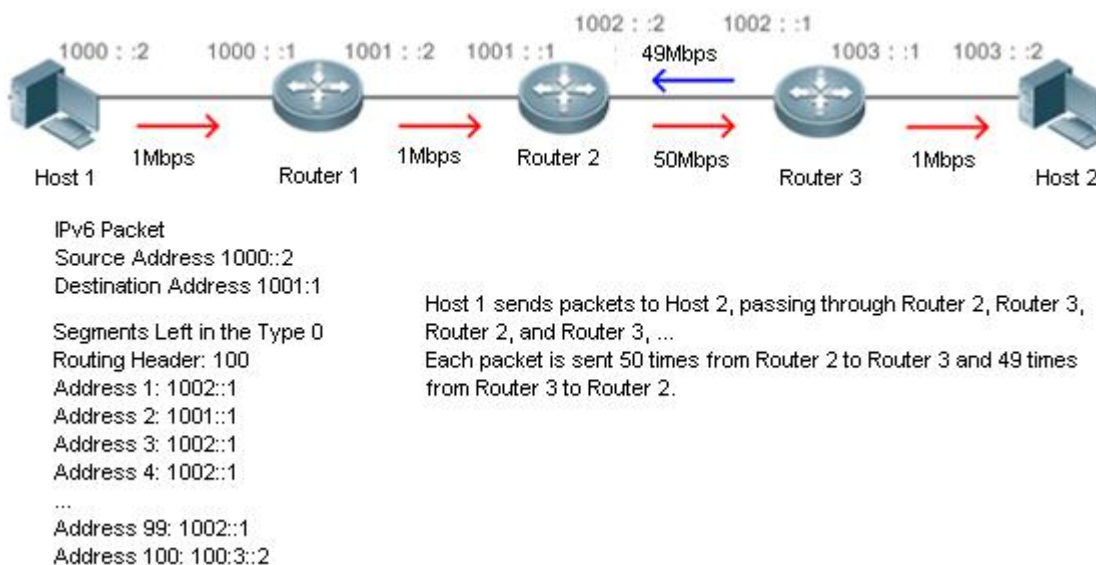 1002 : :2 1002 : ::1
1000 : :2 1000 : ::1 1001 : ::2 1001 : ::1 49Mbps 1003 : ::1 1003 : ::2
1Mbps 1Mbps 50Mbps 1Mbps
Host 1 Router 1 Router 2 Router 3 Host 2
IPv6 Packet
Source Address 1000::2
Destination Address 1001:1
Segments Left in the Type 0
Routing Header: 100
Address 1: 1002::1
Address 2: 1001::1
Address 3: 1002::1
Address 4: 1002::1
...
Address 99: 1002::1
Address 100: 100:3::2
Host 1 sends packets to Host 2, passing through Router 2, Router 3,
Router 2, and Router 3, ...
Each packet is sent 50 times from Router 2 to Router 3 and 49 times
from Router 3 to Router 2.